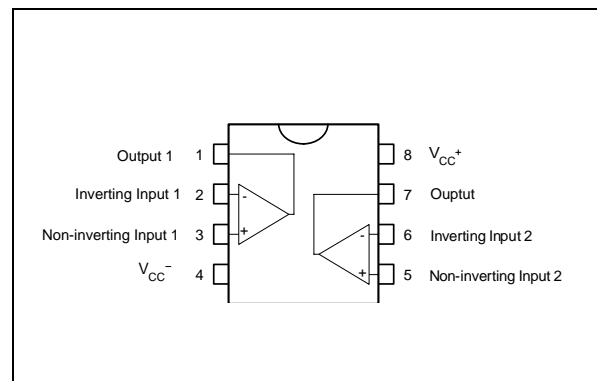 Output 1 1
Inverting Input 1 2
Non-inverting Input 1 3
VCC- 4
8 VCC+
7 Ouptut
6 Inverting Input 2
5 Non-inverting Input 2
-
+
-
+